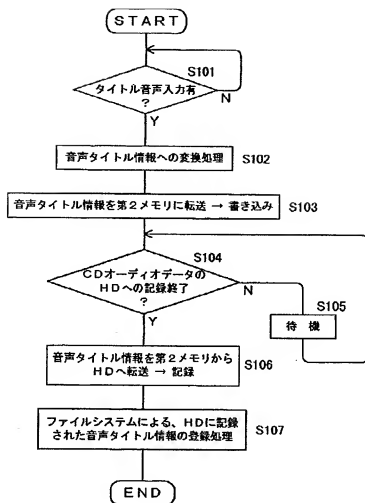 START
S101
タイトル音声入力有
?
N
Y
音声タイトル情報への変換処理
S102
音声タイトル情報を第2メモリに転送 → 書き込み
S103
S104
CDオーディオデータの
HDへの記録終了
?
N
Y
S105
待 機
音声タイトル情報を第2メモリから
HDへ転送 → 記録
S106
ファイルシステムによる、HDに記録
された音声タイトル情報の登録処理
S107
END